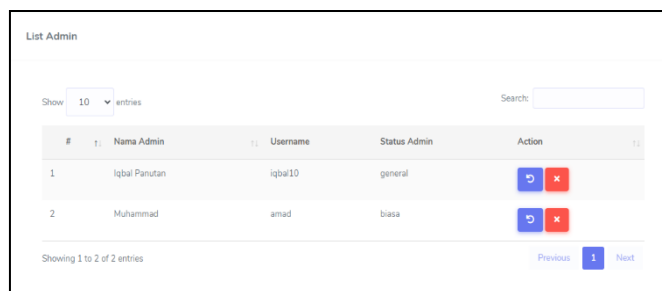 List Admin
Show 10 entries Search:
# Nama Admin Username Status Admin Action
1 Iqbal Panutan iqbal10 general
2 Muhammad amad biasa
Showing 1 to 2 of 2 entries Previous 1 Next